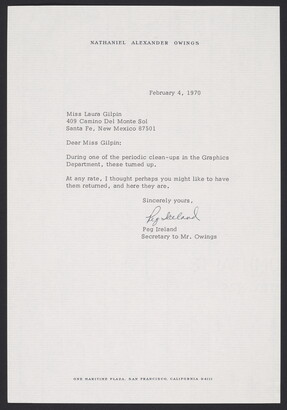 NATHANIEL ALEXANDER OWINGS
February 4, 1970
Miss Laura Gilpin
409 Camino Del Monte Sol
Santa Fe, New Mexico 87501
Dear Miss Gilpin:
During one of the periodic clean-ups in the Graphics
Department, these turned up.
At any rate, I thought perhaps you might like to have
them returned, and here they are.
Sincerely yours,
Peg Ireland
Peg Ireland
Secretary to Mr. Owings
ONE MARITIME PLAZA, SAN FRANCISCO, CALIFORNIA 94111